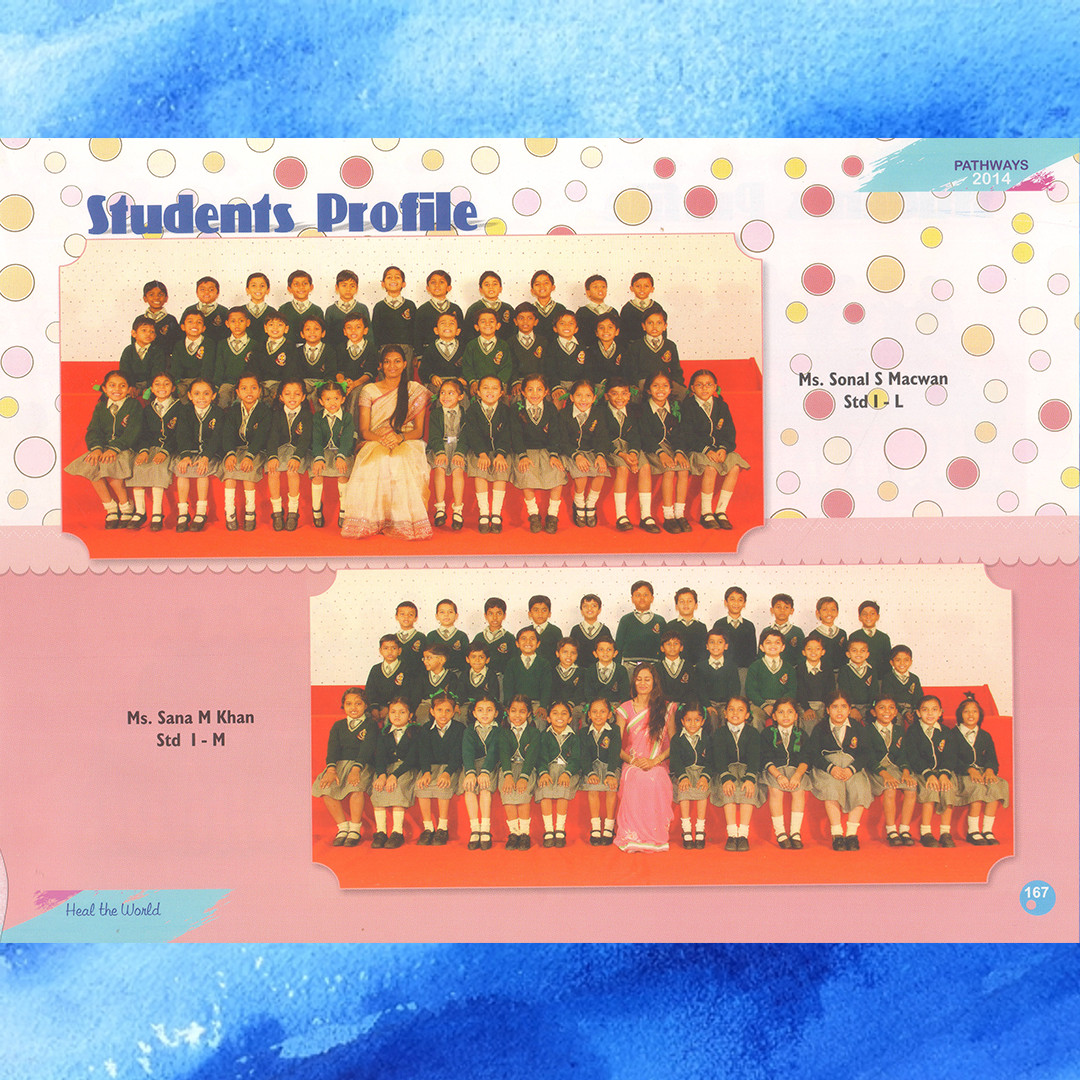 PATHWAYS
2014
Students Profile
Ms. Sonal S Macwan
Std I - L
Ms. Sana M Khan
Std I - M
Heal the World
167